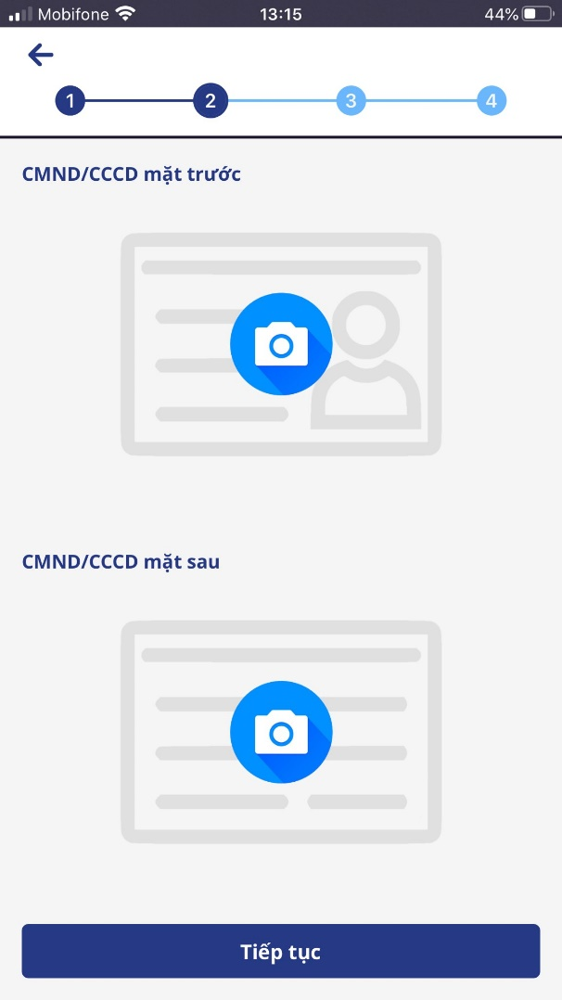 Mobifone 13:15 44%
1 2 3 4
CMND/CCCD mặt trước
CMND/CCCD mặt sau
Tiếp tục